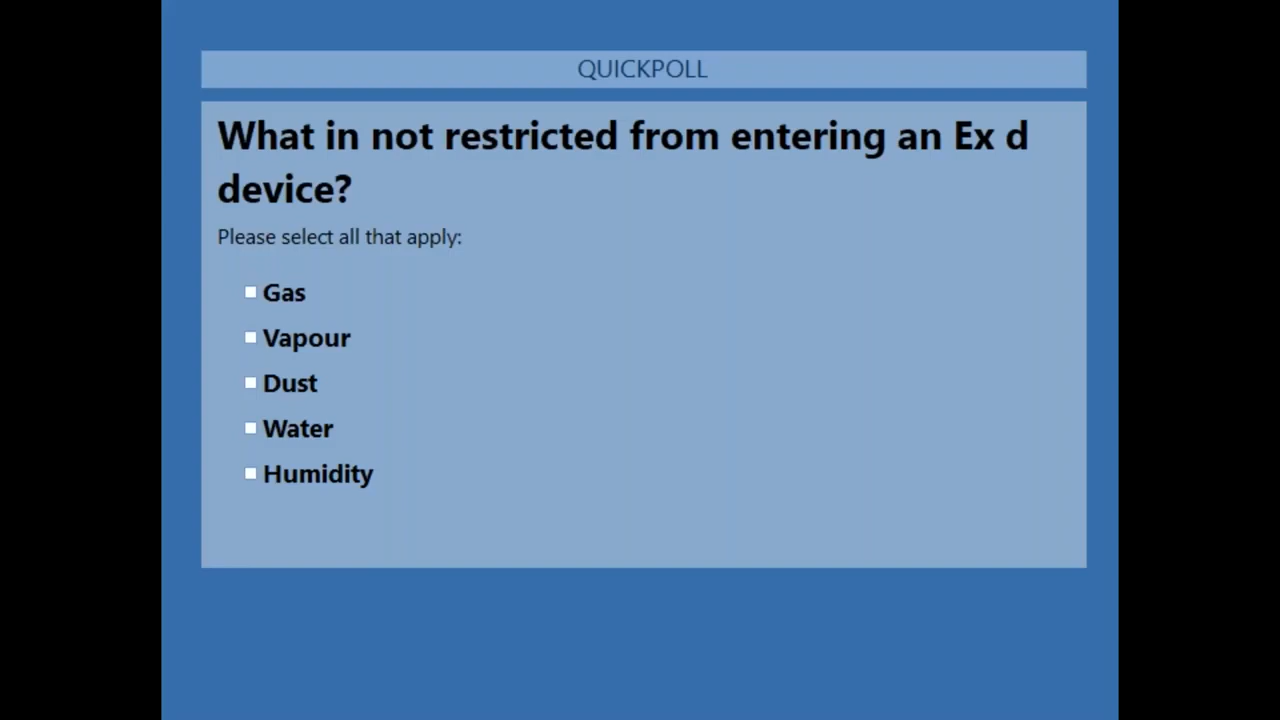 QUICKPOLL
What in not restricted from entering an Ex d
device?
Please select all that apply:
Gas
Vapour
Dust
Water
Humidity